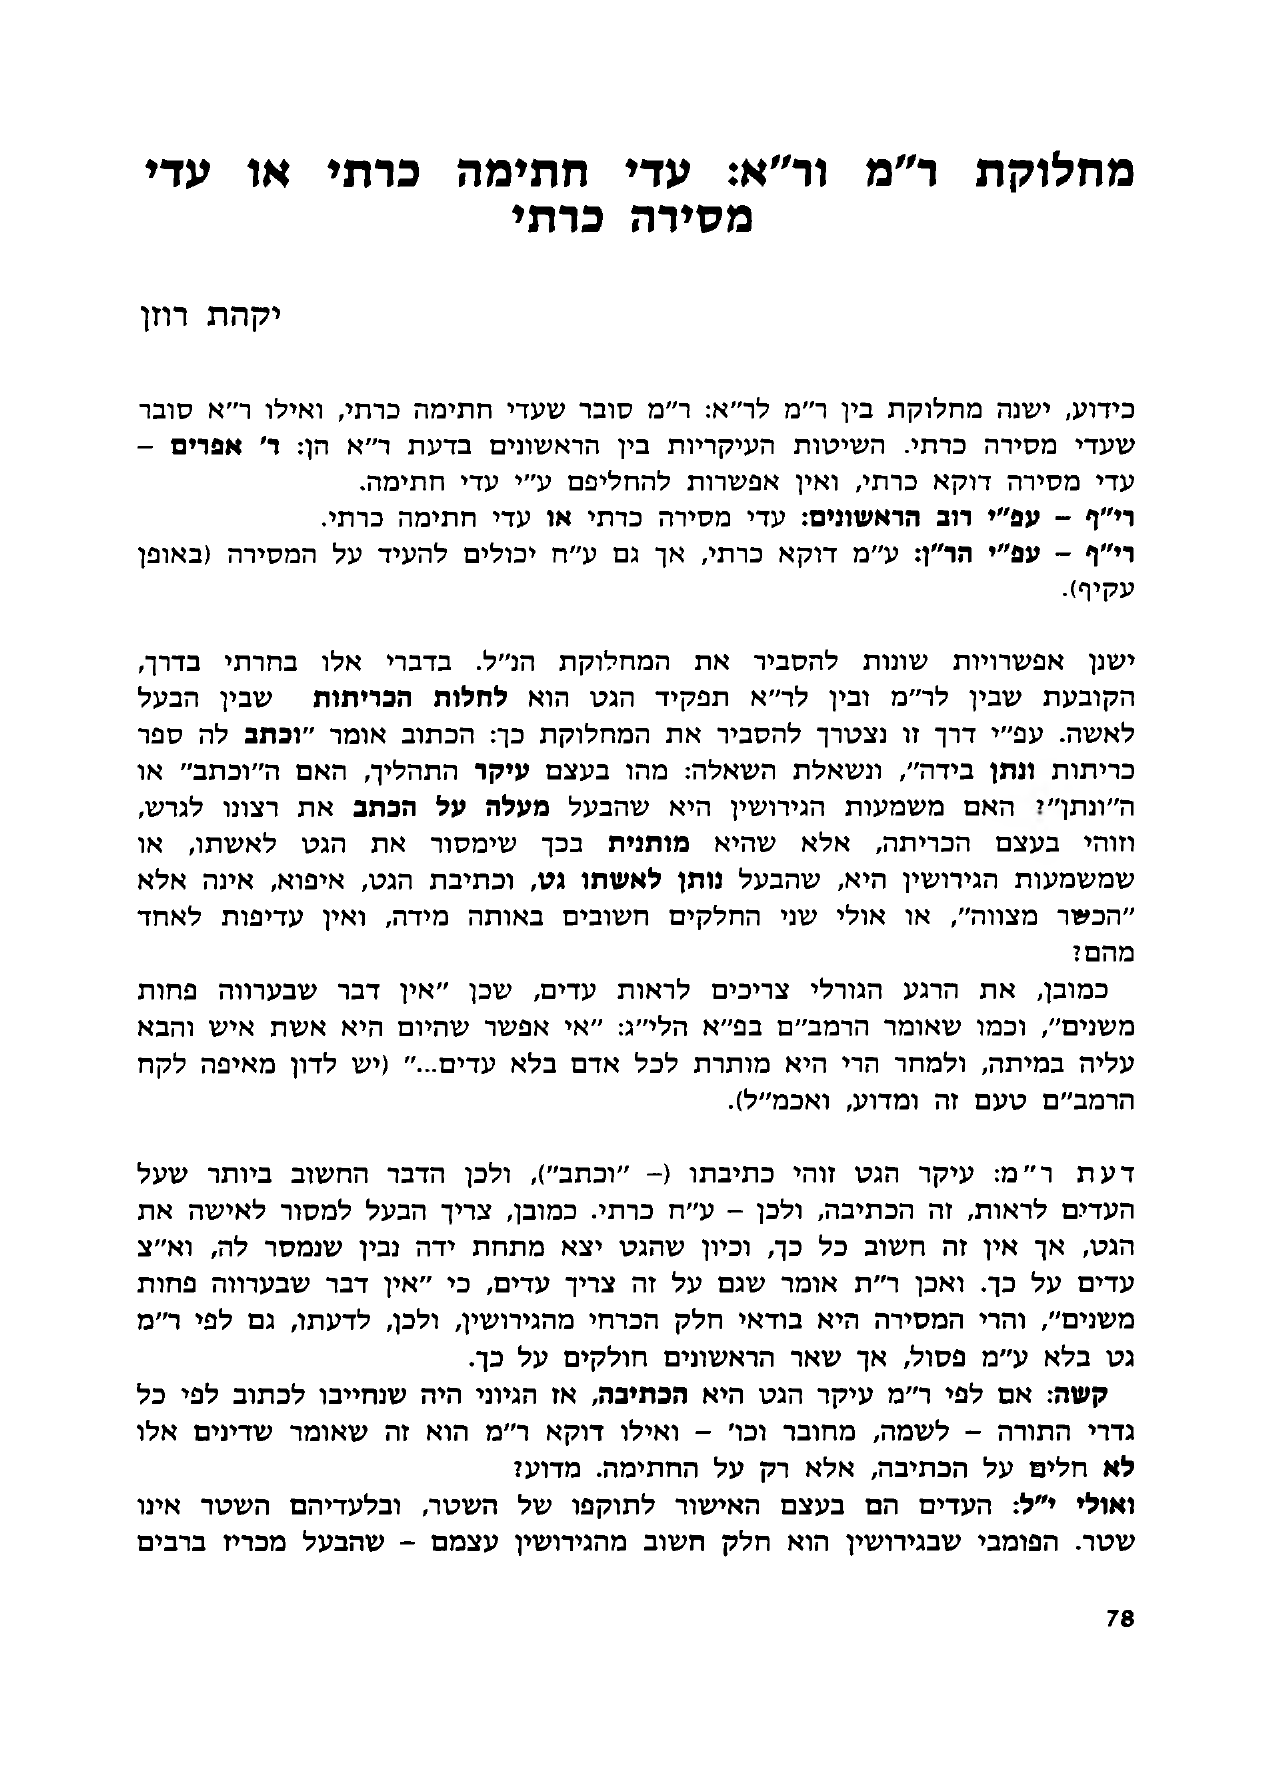 מחלוקת ר"מ ור"א: עדי חתימה כרתי או עדי
מסירה כרתי
יקהת רוזן
כידוע, ישנה מחלוקת בין ר"מ לר"א: ר"מ סובר שעדי חתימה כרתי, ואילו ר"א סובר
שעדי מסירה כרתי. השיטות העיקריות בין הראשונים בדעת ר"א הן: ר' אפרים –
עדי מסירה דוקא כרתי, ואין אפשרות להחליפם ע"י עדי חתימה.
רי"ף – עפ"י רוב הראשונים: עדי מסירה כרתי או עדי חתימה כרתי.
רי"ף – עפ"י הר"ן: ע"מ דוקא כרתי, אך גם ע"ח יכולים להעיד על המסירה (באופן
עקיף).
ישנן אפשרויות שונות להסביר את המחלוקת הנ"ל. בדברי אלו בחרתי בדרך,
הקובעת שבין לר"מ ובין לר"א תפקיד הגט הוא לחלות הכריתות שבין הבעל
לאשה. עפ"י דרך זו נצטרך להסביר את המחלוקת כך: הכתוב אומר "וכתב לה ספר
כריתות ונתן בידה", ונשאלת השאלה: מהו בעצם עיקר התהליך, האם ה"וכתב" או
ה"ונתן"? האם משמעות הגירושין היא שהבעל מעלה על הכתב את רצונו לגרש,
וזוהי בעצם הכריתה, אלא שהיא מותנית בכך שימסור את הגט לאשתו, או
שמשמעות הגירושין היא, שהבעל נותן לאשתו גט, וכתיבת הגט, איפוא, אינה אלא
"הכשר מצווה", או אולי שני החלקים חשובים באותה מידה, ואין עדיפות לאחד
מהם?
כמובן, את הרגע הגורלי צריכים לראות עדים, שכן "אין דבר שבערווה פחות
משנים", וכמו שאומר הרמב"ם בפ"א הלי"ג: "אי אפשר שהיום היא אשת איש והבא
עליה במיתה, ולמחר הרי היא מותרת לכל אדם בלא עדים..." (יש לדון מאיפה לקח
הרמב"ם טעם זה ומדוע, ואכמ"ל).
דעת ר"מ: עיקר הגט זוהי כתיבתו (– "וכתב"), ולכן הדבר החשוב ביותר שעל
העדים לראות, זה הכתיבה, ולכן – ע"ח כרתי. כמובן, צריך הבעל למסור לאישה את
הגט, אך אין זה חשוב כל כך, וכיון שהגט יצא מתחת ידה נבין שנמסר לה, וא"צ
עדים על כך. ואכן ר"ת אומר שגם על זה צריך עדים, כי "אין דבר שבערווה פחות
משנים", והרי המסירה היא בודאי חלק הכרחי מהגירושין, ולכן, לדעתו, גם לפי ר"מ
גט בלא ע"מ פסול, אך שאר הראשונים חולקים על כך.
קשה: אם לפי ר"מ עיקר הגט היא הכתיבה, אז הגיוני היה שנחייבו לכתוב לפי כל
גדרי התורה – לשמה, מחובר וכו' – ואילו דוקא ר"מ הוא זה שאומר שדינים אלו
לא חלים על הכתיבה, אלא רק על החתימה. מדוע?
ואולי י"ל: העדים הם בעצם האישור לתוקפו של השטר, ובלעדיהם השטר אינו
שטר. הפומבי שבגירושין הוא חלק חשוב מהגירושין עצמם – שהבעל מכריז ברבים
78